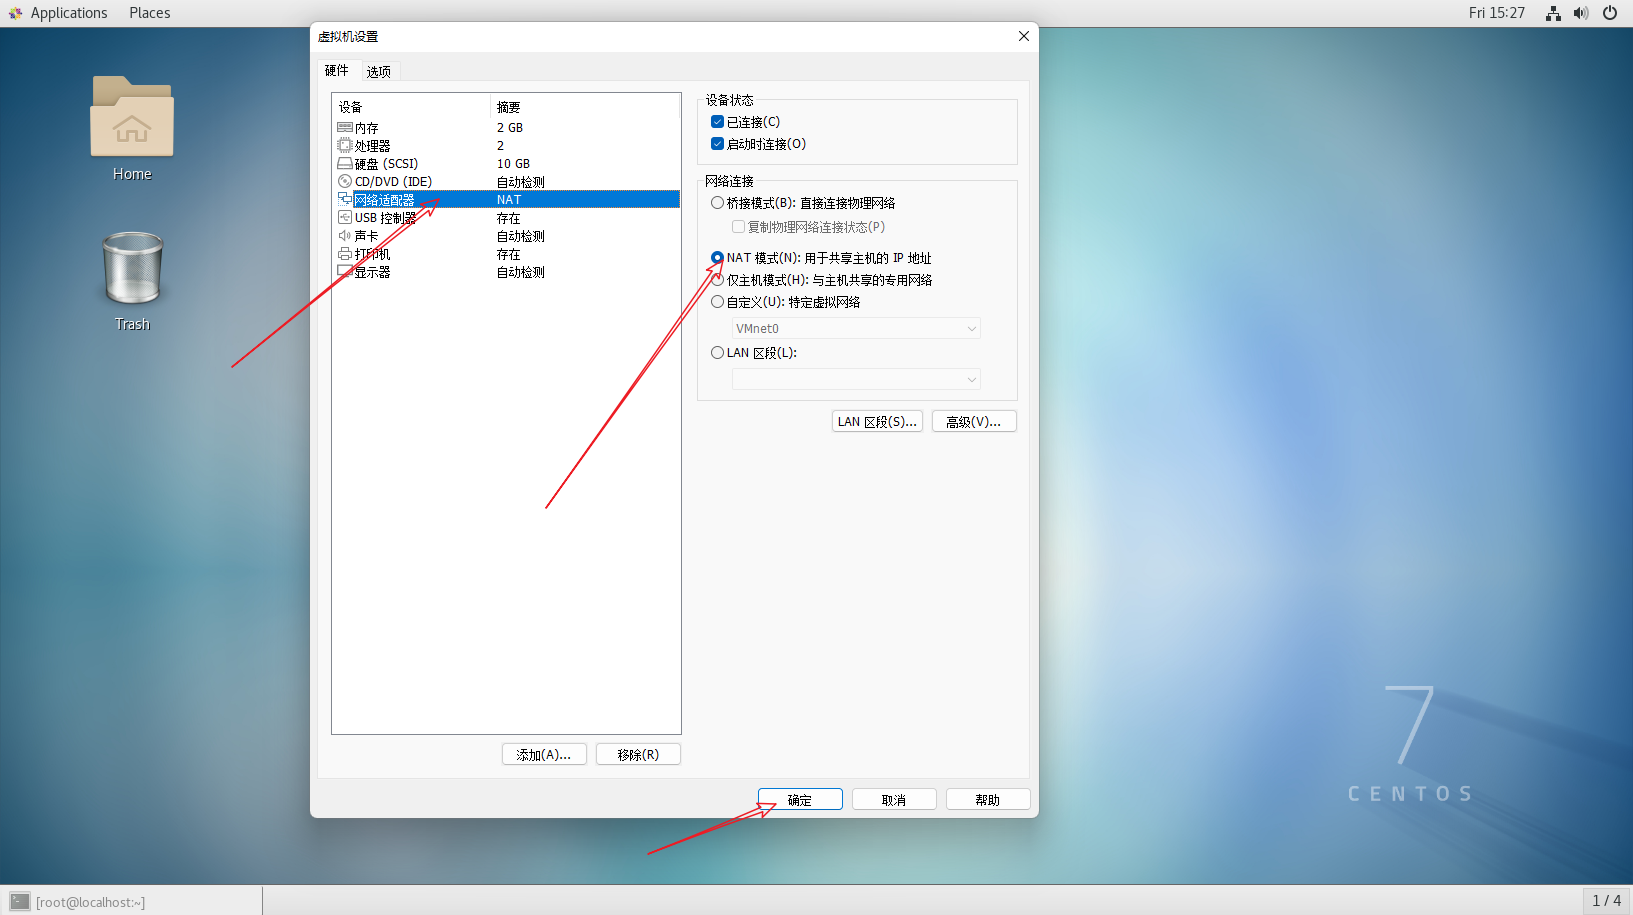 Applications Places Fri 15:27
虚拟机设置
硬件 选项
设备 摘要
内存 2 GB
处理器 2
硬盘 (SCSI) 10 GB
CD/DVD (IDE) 自动检测
网络适配器 NAT
USB 控制器 存在
声卡 自动检测
打印机 存在
显示器 自动检测
添加(A)... 移除(R)
设备状态
已连接(C)
启动时连接(O)
网络连接
桥接模式(B): 直接连接物理网络
复制物理网络连接状态(P)
NAT 模式(N): 用于共享主机的 IP 地址
仅主机模式(H): 与主机共享的专用网络
自定义(U): 特定虚拟网络
VMnet0
LAN 区段(L):
LAN 区段(S)... 高级(V)...
确定 取消 帮助
Home
Trash
7
CENTOS
[root@localhost:~]
1 / 4